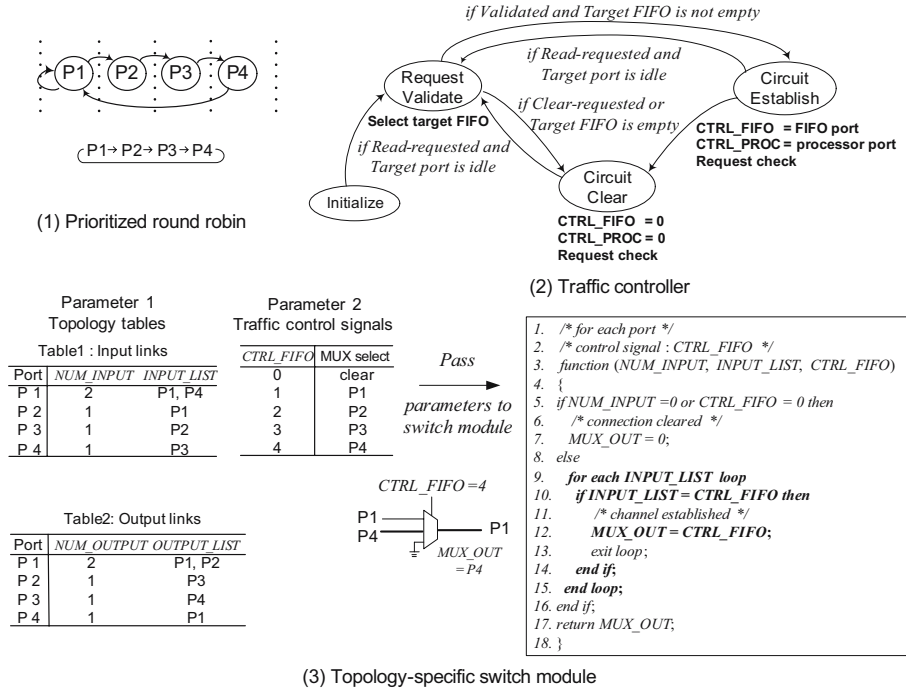 P1 P2 P3 P4
P1→P2→P3→P4
(1) Prioritized round robin
if Validated and Target FIFO is not empty
if Read-requested and
Target port is idle
Request
Validate
Select target FIFO
Circuit
Establish
CTRL_FIFO = FIFO port
CTRL_PROC = processor port
Request check
if Clear-requested or
Target FIFO is empty
if Read-requested and
Target port is idle
Initialize
Circuit
Clear
CTRL_FIFO = 0
CTRL_PROC = 0
Request check
(2) Traffic controller
Parameter 1
Topology tables
Table1 : Input links
Port NUM_INPUT INPUT_LIST
P 1 2 P1, P4
P 2 1 P1
P 3 1 P2
P 4 1 P3
Parameter 2
Traffic control signals
CTRL_FIFO MUX select
0 clear
1 P1
2 P2
3 P3
4 P4
Pass
parameters to
switch module
Table2: Output links
Port NUM_OUTPUT OUTPUT_LIST
P 1 2 P1, P2
P 2 1 P3
P 3 1 P4
P 4 1 P1
CTRL_FIFO =4
P1
P4
P1
MUX_OUT
= P4
1. /* for each port */
2. /* control signal : CTRL_FIFO */
3. function (NUM_INPUT, INPUT_LIST, CTRL_FIFO)
4. {
5. if NUM_INPUT =0 or CTRL_FIFO = 0 then
6. /* connection cleared */
7. MUX_OUT = 0;
8. else
9. for each INPUT_LIST loop
10. if INPUT_LIST = CTRL_FIFO then
11. /* channel established */
12. MUX_OUT = CTRL_FIFO;
13. exit loop;
14. end if;
15. end loop;
16. end if;
17. return MUX_OUT;
18. }
(3) Topology-specific switch module